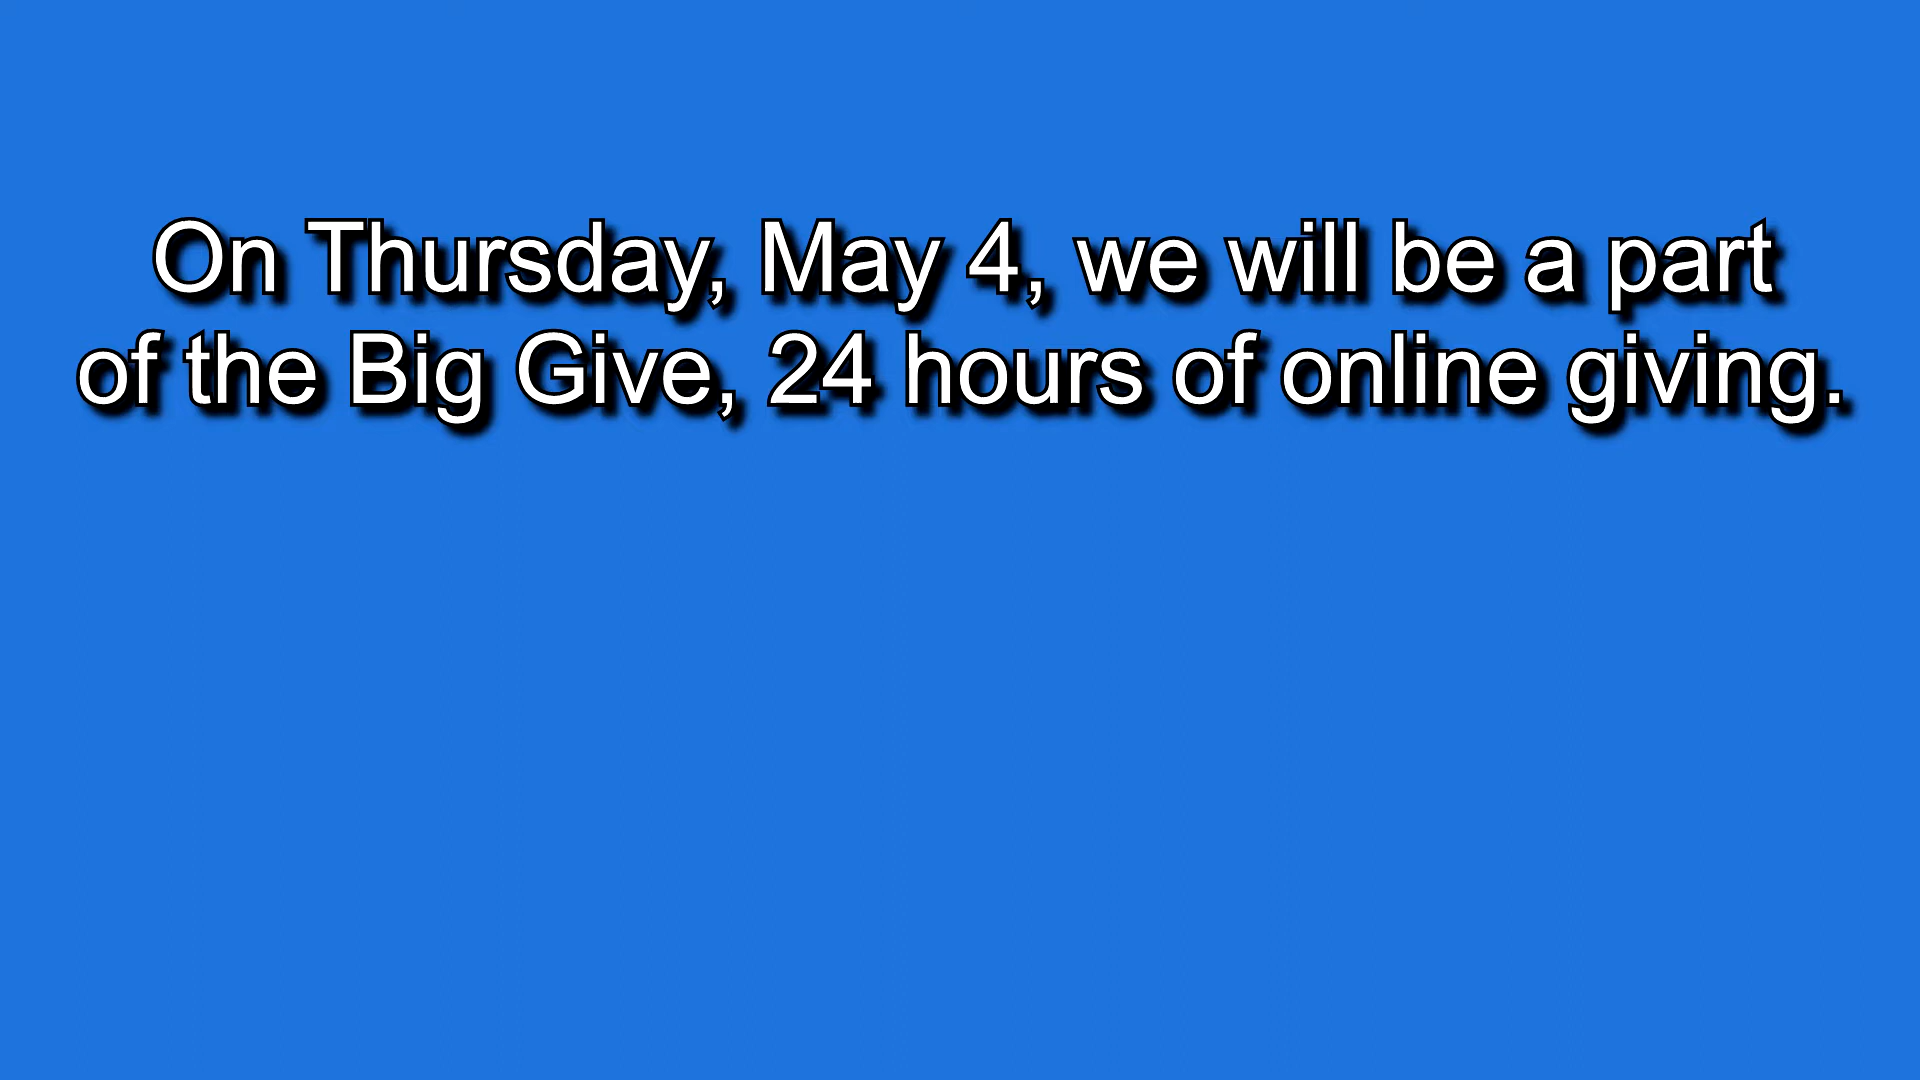 On Thursday, May 4, we will be a part
of the Big Give, 24 hours of online giving.